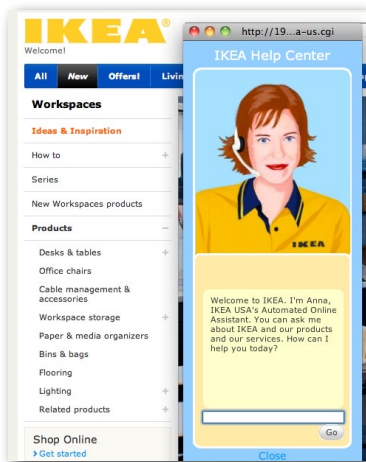 IKEA®
Welcome!
All New Offers! Livin
Workspaces
Ideas & Inspiration
How to +
Series
New Workspaces products
Products –
Desks & tables +
Office chairs
Cable management &
accessories
Workspace storage +
Paper & media organizers
Bins & bags
Flooring
Lighting +
Related products +
Shop Online
Get started
http://19...a-us.cgi
IKEA Help Center
IKEA
Welcome to IKEA. I'm Anna,
IKEA USA's Automated Online
Assistant. You can ask me
about IKEA and our products
and our services. How can I
help you today?
Go
Close